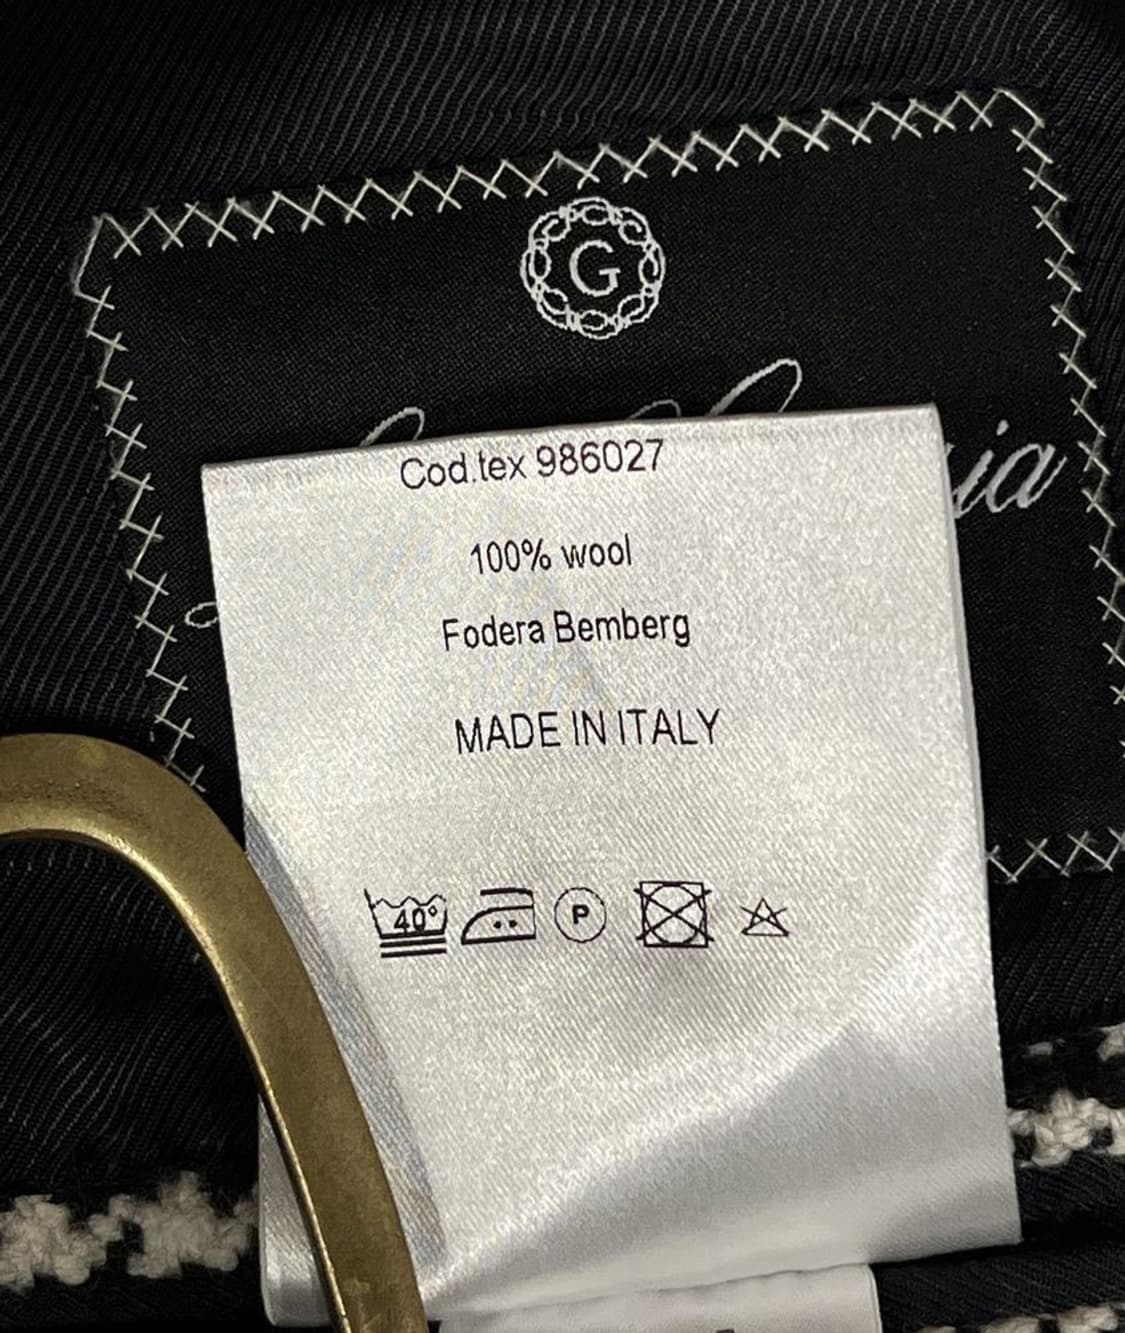 G
Cod.tex 986027
100% wool
Fodera Bemberg
MADE IN ITALY
40°
P